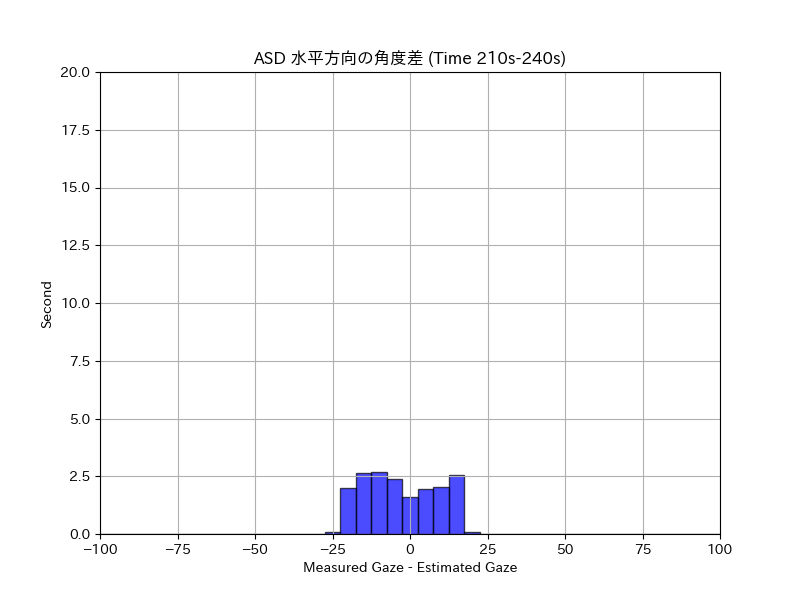 ASD 水平方向の角度差 (Time 210s-240s)
20.0
17.5
15.0
12.5
10.0
7.5
5.0
2.5
0.0
Second
−100 −75 −50 −25 0 25 50 75 100
Measured Gaze - Estimated Gaze